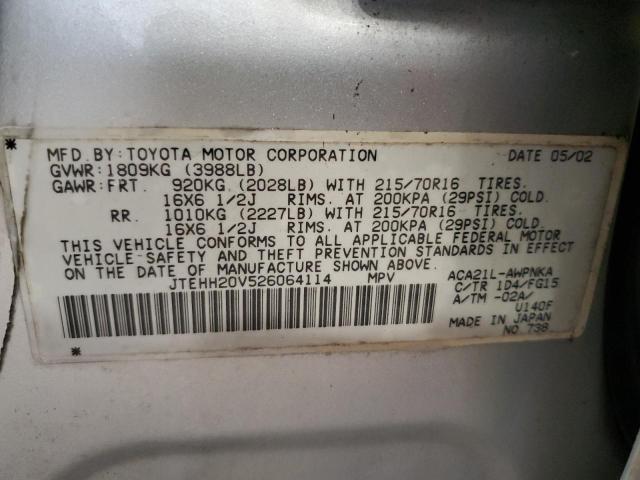 MFD. BY: TOYOTA MOTOR CORPORATION DATE 05/02
GVWR: 1809KG (3988LB)
GAWR: FRT. 920KG (2028LB) WITH 215/70R16 TIRES.
16X6 1/2J RIMS. AT 200KPA (29PSI) COLD.
RR. 1010KG (2227LB) WITH 215/70R16 TIRES.
16X6 1/2J RIMS. AT 200KPA (29PSI) COLD.
THIS VEHICLE CONFORMS TO ALL APPLICABLE FEDERAL MOTOR
VEHICLE-SAFETY AND THEFT PREVENTION STANDARDS IN EFFECT
ON THE DATE OF MANUFACTURE SHOWN ABOVE.
JTEHH20V526064114 MPV
ACA21L-AWPNKA
C/TR 1D4/FG15
A/TM -02A/
U140F
MADE IN JAPAN
NO.738